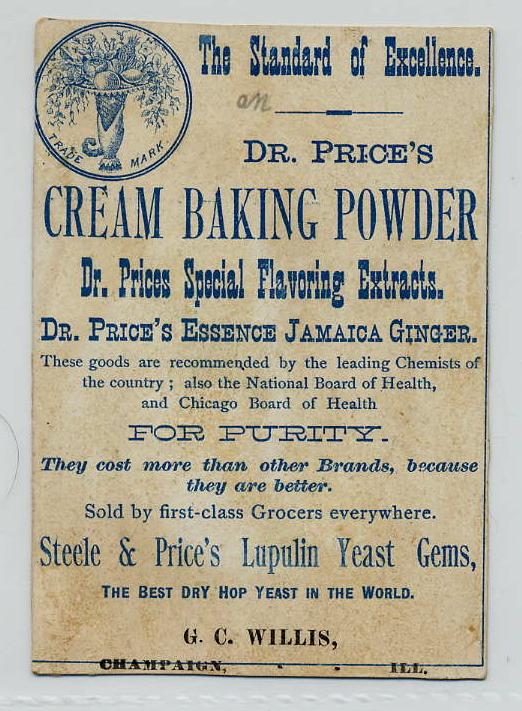 TRADE MARK
The Standard of Excellence.
an
DR. PRICE'S
CREAM BAKING POWDER
Dr. Prices Special Flavoring Extracts.
DR. PRICE'S ESSENCE JAMAICA GINGER.
These goods are recommended by the leading Chemists of
the country; also the National Board of Health,
and Chicago Board of Health
FOR PURITY.
They cost more than other Brands, because
they are better.
Sold by first-class Grocers everywhere.
Steele & Price's Lupulin Yeast Gems,
THE BEST DRY HOP YEAST IN THE WORLD.
G. C. WILLIS,
CHAMPAIGN, - - ILL.